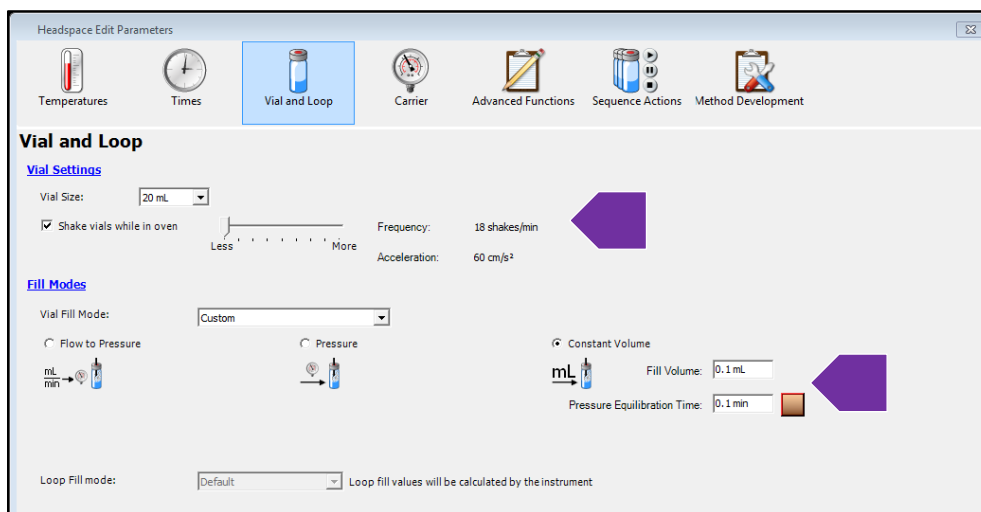 Headspace Edit Parameters
Temperatures Times Vial and Loop Carrier Advanced Functions Sequence Actions Method Development
Vial and Loop
Vial Settings
Vial Size: 20 mL
Shake vials while in oven
Less More
Frequency: 18 shakes/min
Acceleration: 60 cm/s²
Fill Modes
Vial Fill Mode: Custom
Flow to Pressure Pressure Constant Volume
mL
min
mL
Fill Volume: 0.1 mL
Pressure Equilibration Time: 0.1 min
Loop Fill mode: Default Loop fill values will be calculated by the instrument